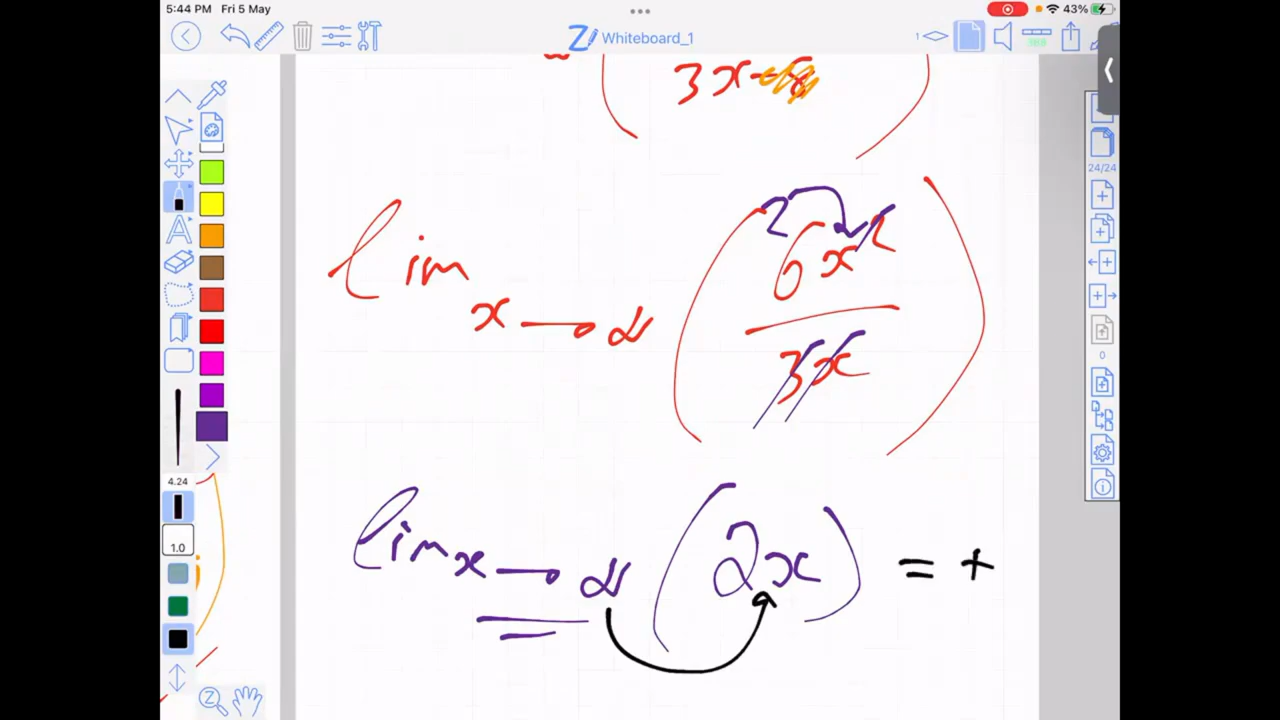 5:44 PM Fri 5 May
43%
Whiteboard_1
1
3x
24/24
2
lim x→∞ (6x²/3x)
0
4.24
1.0
lim x→∞ (2x) = +